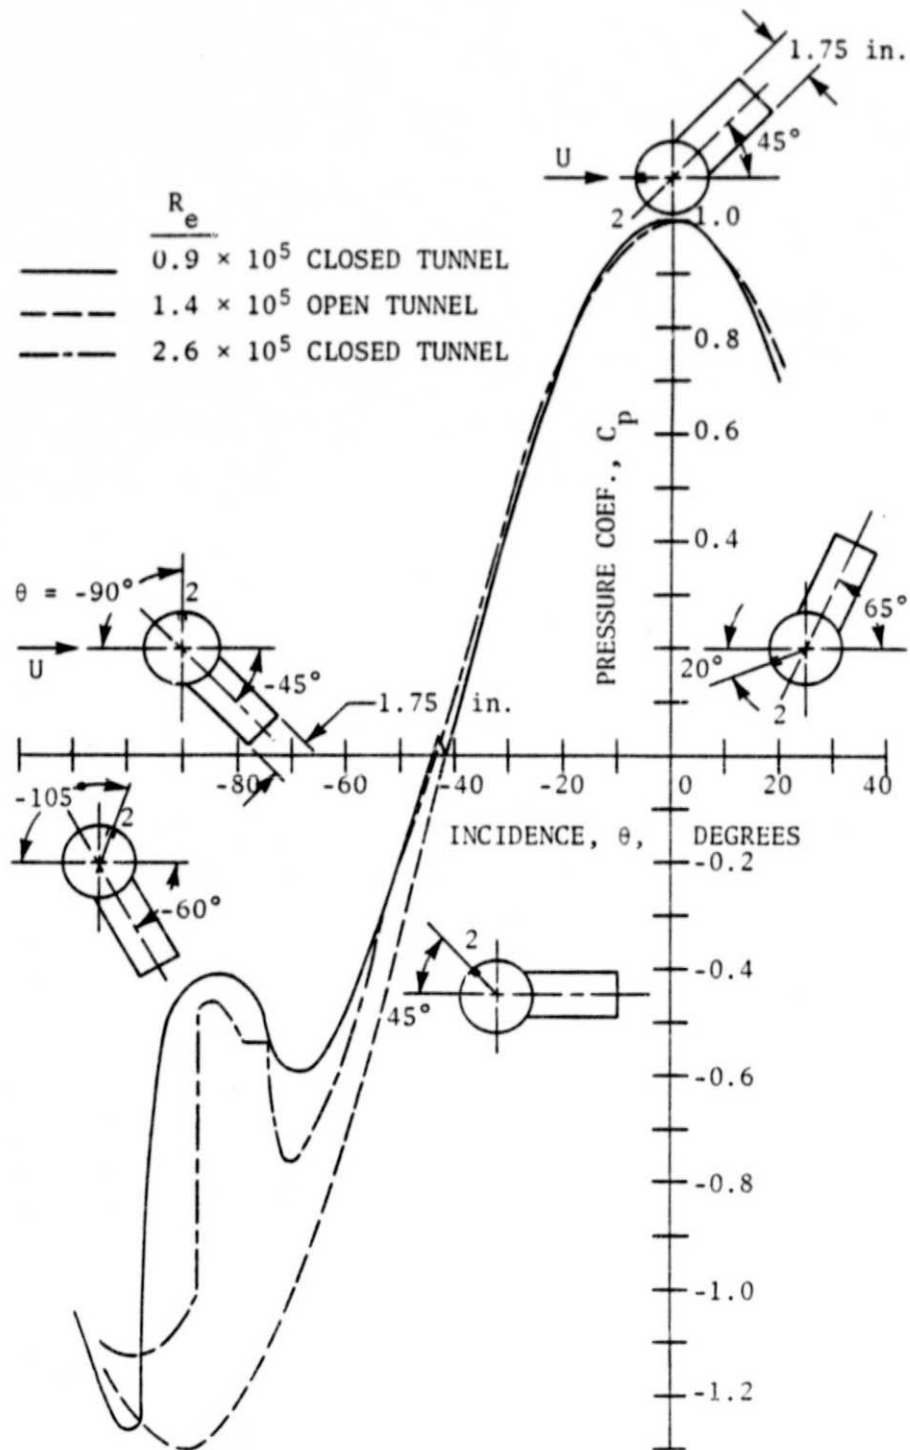 1.75 in.
45°
U
2
1.0
R_e
0.9 × 10⁵ CLOSED TUNNEL
1.4 × 10⁵ OPEN TUNNEL
2.6 × 10⁵ CLOSED TUNNEL
0.8
0.6
PRESSURE COEF., C_p
0.4
θ = -90°
2
65°
U
-45°
20°
2
1.75 in.
-80 -60 -40 -20 0 20 40
INCIDENCE, θ, DEGREES
-105
2
-60°
-0.2
2
45°
-0.4
-0.6
-0.8
-1.0
-1.2